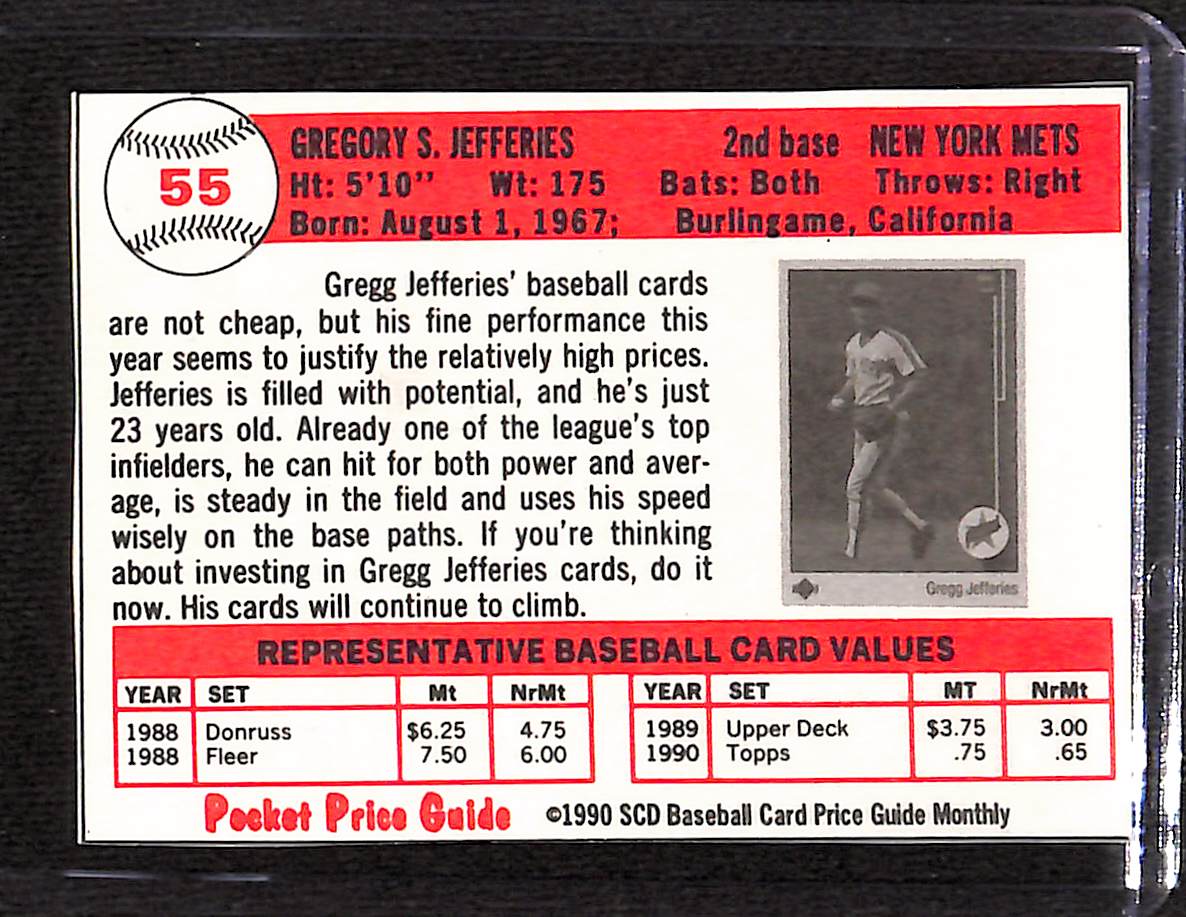 55
GREGORY S. JEFFERIES 2nd base NEW YORK METS
Ht: 5'10" Wt: 175 Bats: Both Throws: Right
Born: August 1, 1967; Burlingame, California
Gregg Jefferies' baseball cards
are not cheap, but his fine performance this
year seems to justify the relatively high prices.
Jefferies is filled with potential, and he's just
23 years old. Already one of the league's top
infielders, he can hit for both power and aver-
age, is steady in the field and uses his speed
wisely on the base paths. If you're thinking
about investing in Gregg Jefferies cards, do it
now. His cards will continue to climb.
Gregg Jefferies
REPRESENTATIVE BASEBALL CARD VALUES
YEAR SET Mt NrMt YEAR SET MT NrMt
1988 Donruss $6.25 4.75 1989 Upper Deck $3.75 3.00
1988 Fleer 7.50 6.00 1990 Topps .75 .65
Pocket Price Guide ©1990 SCD Baseball Card Price Guide Monthly